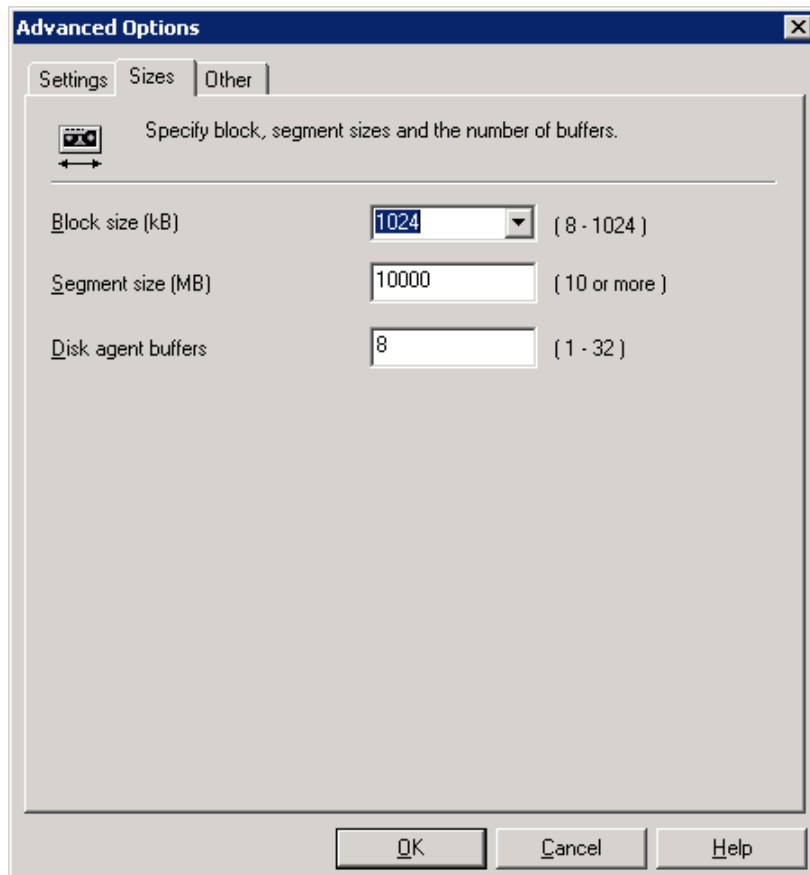 Advanced Options
Settings Sizes Other
Specify block, segment sizes and the number of buffers.
Block size (kB) 1024 ( 8 - 1024 )
Segment size (MB) 10000 ( 10 or more )
Disk agent buffers 8 ( 1 - 32 )
OK Cancel Help